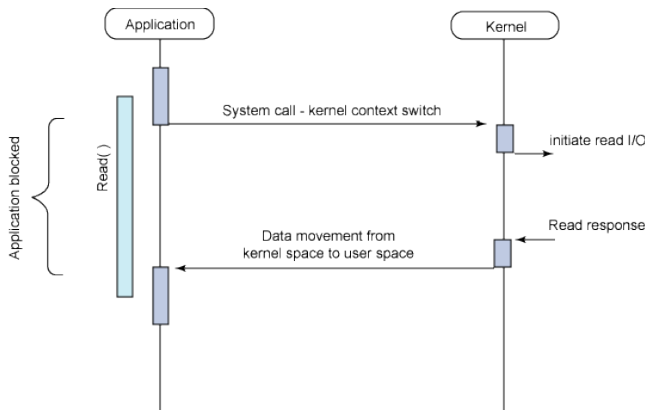 Application
Kernel
System call - kernel context switch
initiate read I/O
Read( )
Application blocked
Read response
Data movement from
kernel space to user space